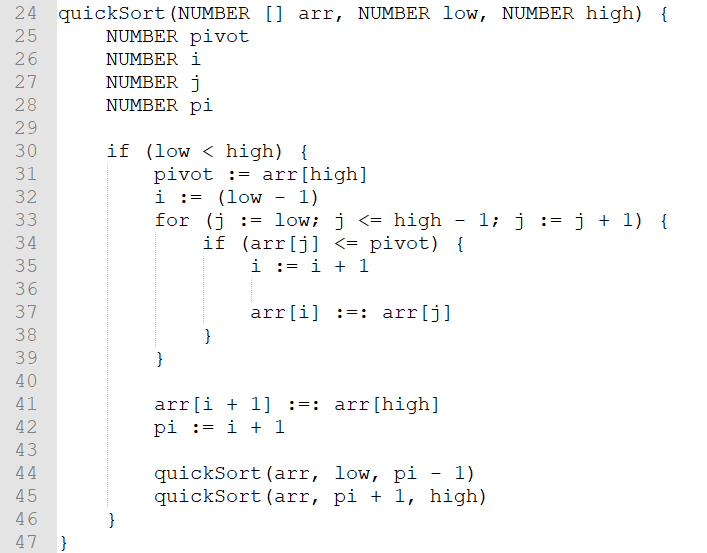 24 quickSort(NUMBER [] arr, NUMBER low, NUMBER high) {
25     NUMBER pivot
26     NUMBER i
27     NUMBER j
28     NUMBER pi
29
30     if (low < high) {
31         pivot := arr[high]
32         i := (low - 1)
33         for (j := low; j <= high - 1; j := j + 1) {
34             if (arr[j] <= pivot) {
35                 i := i + 1
36
37                 arr[i] :=: arr[j]
38             }
39         }
40
41         arr[i + 1] :=: arr[high]
42         pi := i + 1
43
44         quickSort(arr, low, pi - 1)
45         quickSort(arr, pi + 1, high)
46     }
47 }